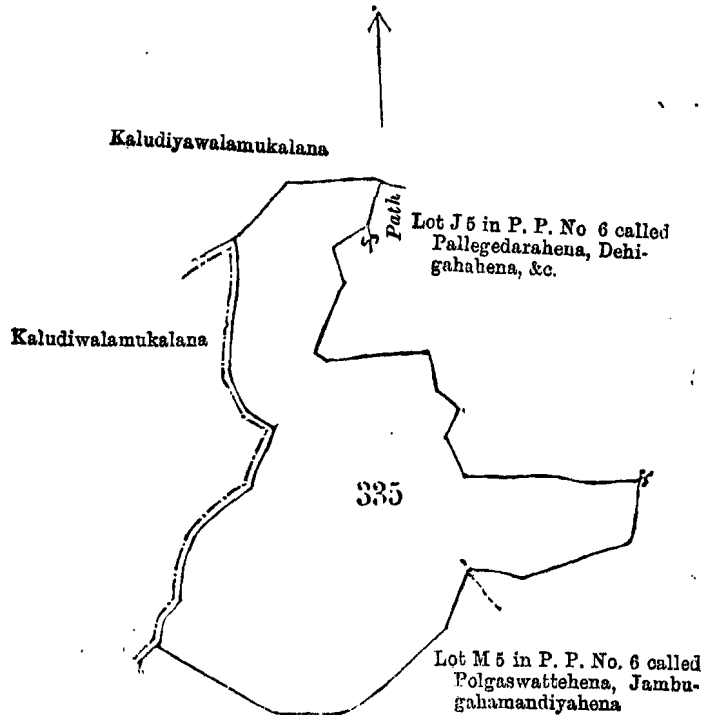 Kaludiyawalamukalana
Path
Lot J 5 in P. P. No 6 called
Pallegedarahena, Dehi-
gahahena, &c.
Kaludiwalamukalana
335
Lot M 5 in P. P. No. 6 called
Polgaswattehena, Jambu-
gahamandiyahena